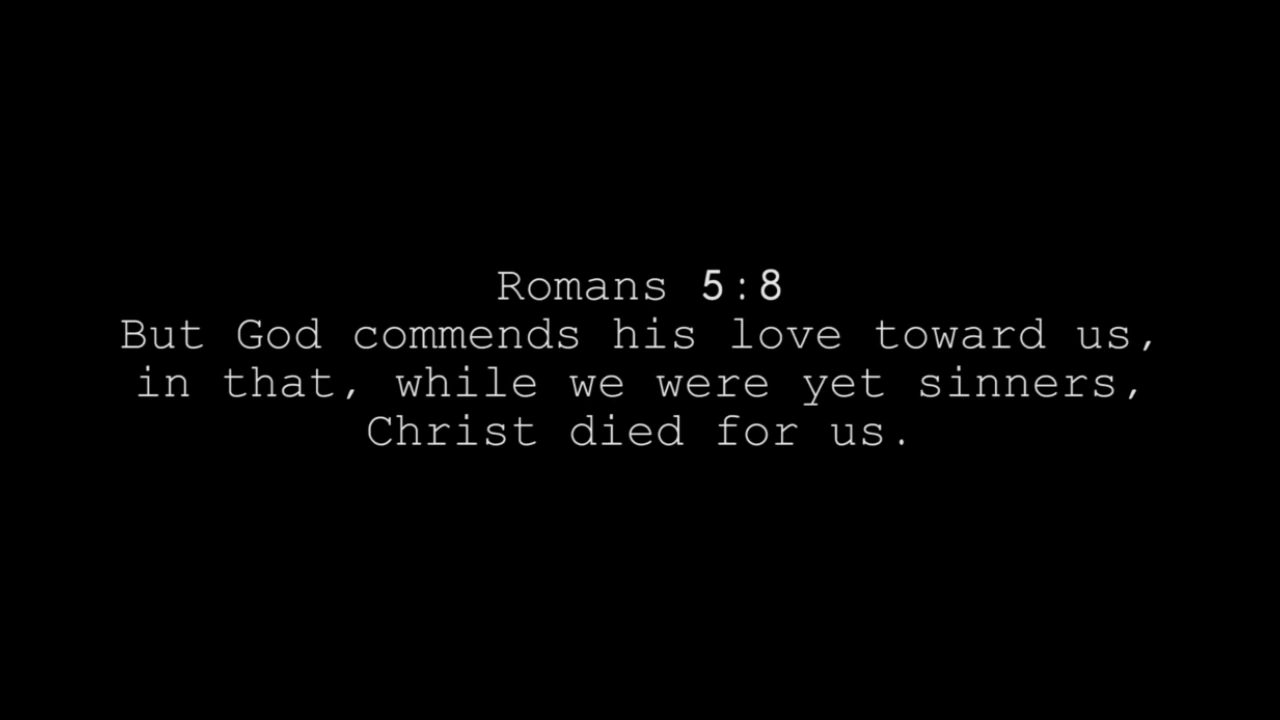 Romans 5:8
But God commends his love toward us,
in that, while we were yet sinners,
Christ died for us.